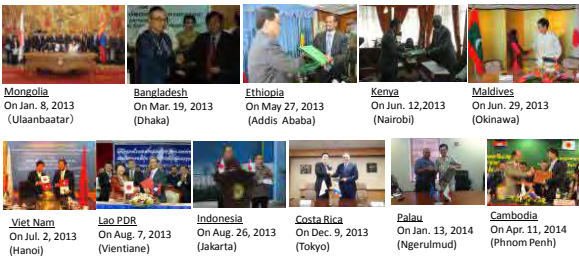 Mongolia
On Jan. 8, 2013
(Ulaanbaatar)
Bangladesh
On Mar. 19, 2013
(Dhaka)
Ethiopia
On May 27, 2013
(Addis Ababa)
Kenya
On Jun. 12,2013
(Nairobi)
Maldives
On Jun. 29, 2013
(Okinawa)
Viet Nam
On Jul. 2, 2013
(Hanoi)
Lao PDR
On Aug. 7, 2013
(Vientiane)
Indonesia
On Aug. 26, 2013
(Jakarta)
Costa Rica
On Dec. 9, 2013
(Tokyo)
Palau
On Jan. 13, 2014
(Ngerulmud)
Cambodia
On Apr. 11, 2014
(Phnom Penh)